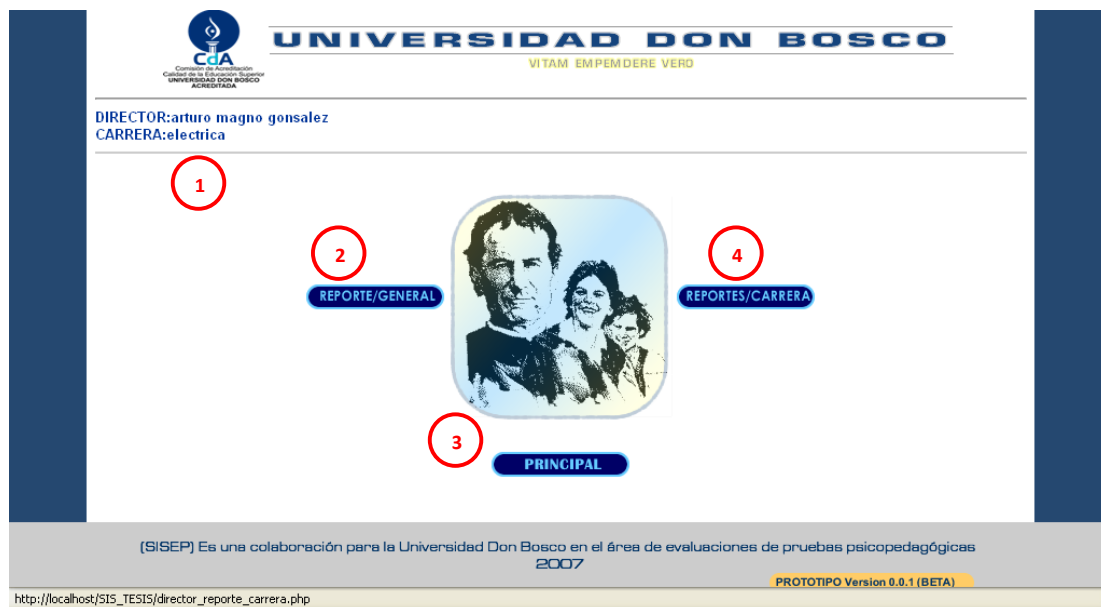 CdA
Comisión de Acreditación
Calidad de la Educación Superior
UNIVERSIDAD DON BOSCO
ACREDITADA
UNIVERSIDAD DON BOSCO
VITAM EMPEMDERE VERO
DIRECTOR:arturo magno gonsalez
CARRERA:electrica
1
2
4
REPORTE/GENERAL
REPORTES/CARRERA
3
PRINCIPAL
(SISEP) Es una colaboración para la Universidad Don Bosco en el área de evaluaciones de pruebas psicopedagógicas
2007
PROTOTIPO Version 0.0.1 (BETA)
http://localhost/SIS_TESIS/director_reporte_carrera.php